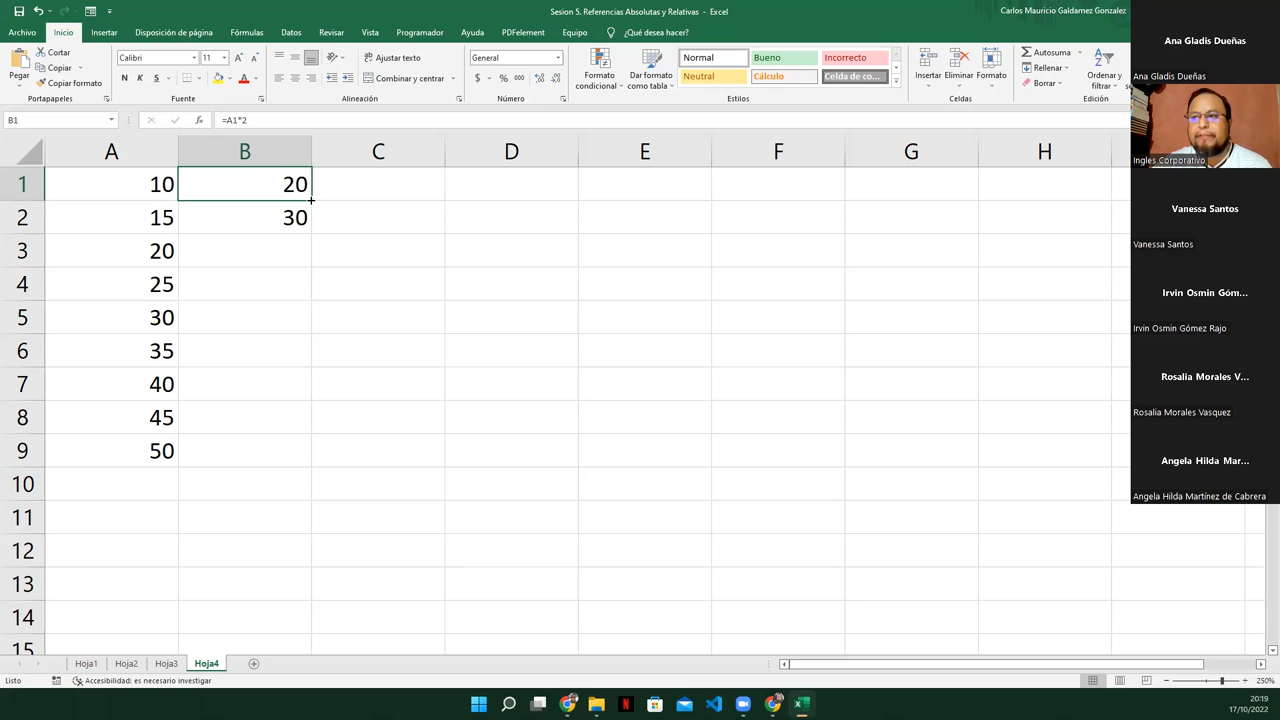 Sesion 5. Referencias Absolutas y Relativas - Excel
Carlos Mauricio Galdamez Gonzalez
Archivo Inicio Insertar Disposición de página Fórmulas Datos Revisar Vista Programador Ayuda PDFelement Equipo ¿Qué desea hacer?
Pegar
Cortar
Copiar
Copiar formato
Portapapeles
Calibri 11
N K S
Fuente
Ajustar texto
Combinar y centrar
Alineación
General
$ % 000
Número
Formato condicional
Dar formato como tabla
Normal Bueno Incorrecto
Neutral Cálculo Celda de co...
Estilos
Insertar Eliminar Formato
Celdas
Autosuma
Rellenar
Borrar
Ordenar y filtrar
Edición
B1 fx =A1*2
A B C D E F G H
1 10 20
2 15 30
3 20
4 25
5 30
6 35
7 40
8 45
9 50
10
11
12
13
14
15
Ana Gladis Dueñas
Ana Gladis Dueñas
Ingles Corporativo
Vanessa Santos
Vanessa Santos
Irvin Osmin Góm...
Irvin Osmin Gómez Rajo
Rosalia Morales V...
Rosalia Morales Vasquez
Angela Hilda Mar...
Angela Hilda Martínez de Cabrera
Hoja1 Hoja2 Hoja3 Hoja4
Listo Accesibilidad: es necesario investigar 250%
20:19
17/10/2022